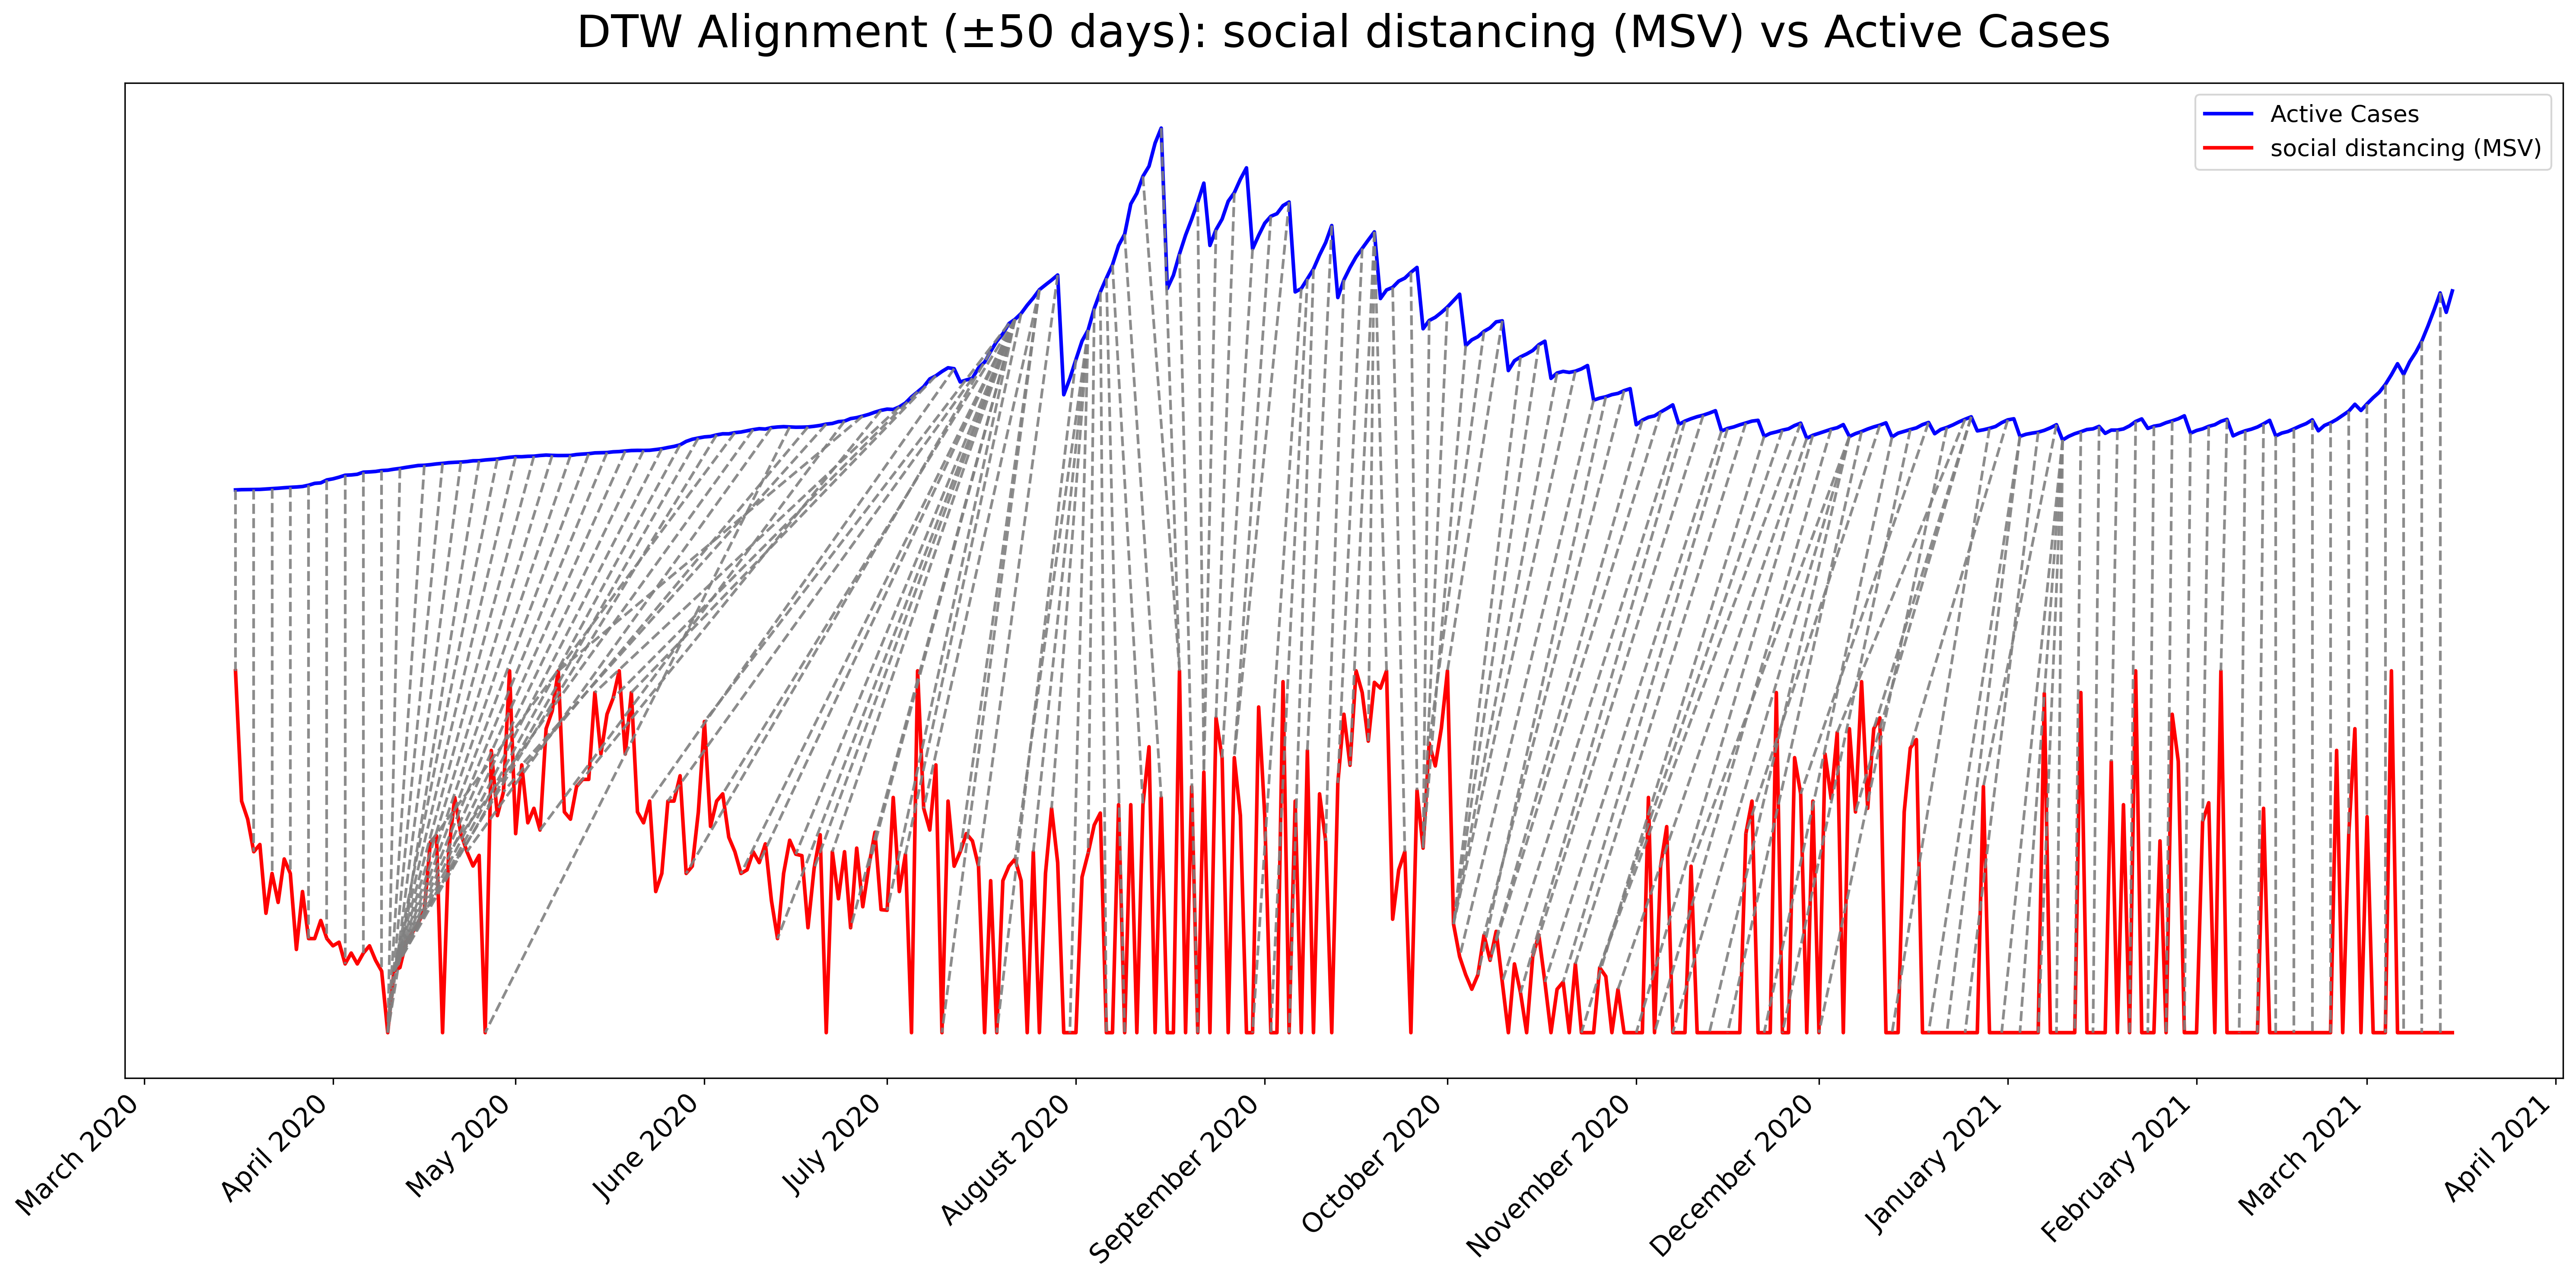 DTW Alignment (±50 days): social distancing (MSV) vs Active Cases
Active Cases
social distancing (MSV)
March 2020
April 2020
May 2020
June 2020
July 2020
August 2020
September 2020
October 2020
November 2020
December 2020
January 2021
February 2021
March 2021
April 2021